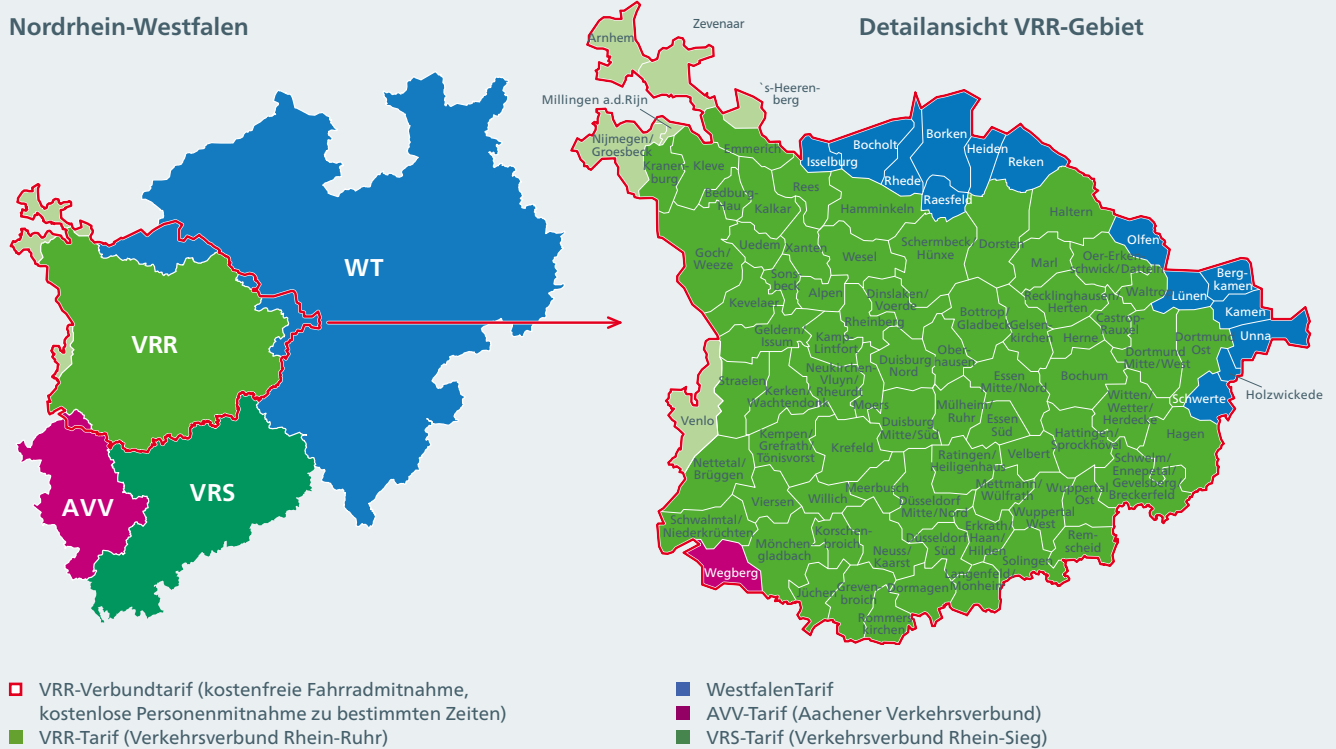 Nordrhein-Westfalen
WT
VRR
VRS
AVV
Detailansicht VRR-Gebiet
Zevenaar
Arnhem
`s-Heeren-
berg
Millingen a.d.Rijn
Nijmegen/
Groesbeck
Emmerich
Kranen-
burg
Kleve
Isselburg
Bocholt
Borken
Rhede
Heiden
Reken
Raesfeld
Bedburg-
Hau
Rees
Kalkar
Hamminkeln
Haltern
Olfen
Goch/
Weeze
Uedem
Xanten
Wesel
Schermbeck/
Hünxe
Dorsten
Marl
Oer-Erken-
schwick/Datteln
Sons-
beck
Kevelaer
Alpen
Dinslaken/
Voerde
Recklinghausen/
Herten
Waltrop
Lünen
Berg-
kamen
Kamen
Unna
Geldern/
Issum
Kamp-
Lintfort
Rheinberg
Bottrop/
Gladbeck
Gelsen-
kirchen
Herne
Castrop-
Rauxel
Dortmund
Ost
Dortmund
Mitte/West
Holzwickede
Schwerte
Straelen
Kerken/
Wachtendonk
Neukirchen-
Vluyn/
Rheurdt
Moers
Duisburg
Nord
Ober-
hausen
Essen
Mitte/Nord
Bochum
Witten/
Wetter/
Herdecke
Venlo
Kempen/
Grefrath/
Tönisvorst
Krefeld
Duisburg
Mitte/Süd
Mülheim/
Ruhr
Essen
Süd
Hattingen/
Sprockhövel
Hagen
Nettetal/
Brüggen
Ratingen/
Heiligenhaus
Velbert
Schwelm/
Ennepetal/
Gevelsberg
Breckerfeld
Viersen
Willich
Meerbusch
Düsseldorf
Mitte/Nord
Mettmann/
Wülfrath
Wuppertal
Ost
Wuppertal
West
Schwalmtal/
Niederkrüchten
Mönchen-
gladbach
Korschen-
broich
Neuss/
Kaarst
Düsseldorf
Süd
Erkrath/
Haan/
Hilden
Solingen
Rem-
scheid
Wegberg
Jüchen
Greven-
broich
Dormagen
Langenfeld/
Monheim
Rommers-
kirchen
VRR-Verbundtarif (kostenfreie Fahrradmitnahme,
kostenlose Personenmitnahme zu bestimmten Zeiten)
VRR-Tarif (Verkehrsverbund Rhein-Ruhr)
WestfalenTarif
AVV-Tarif (Aachener Verkehrsverbund)
VRS-Tarif (Verkehrsverbund Rhein-Sieg)